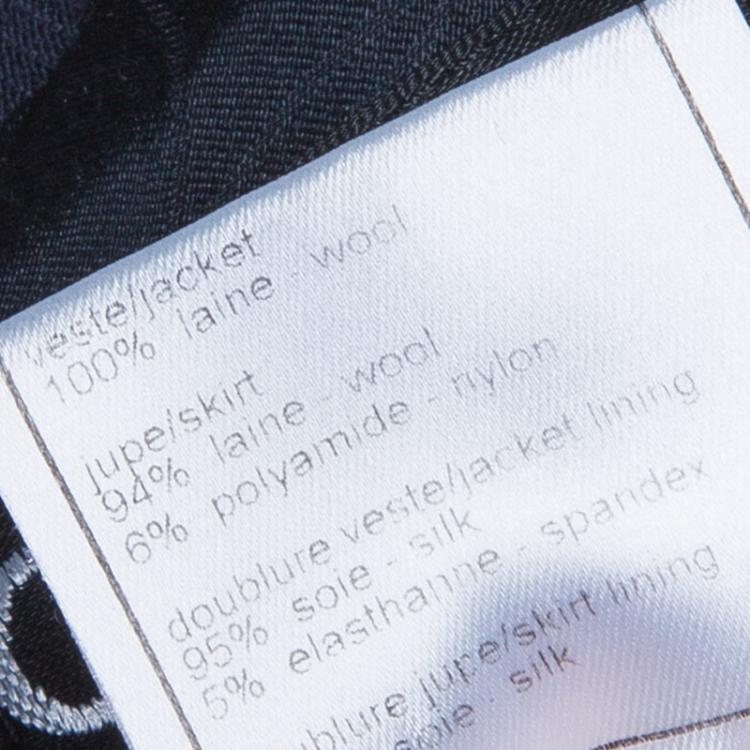 veste/jacket
100% laine - wool
jupe/skirt
94% laine - wool
6% polyamide - nylon
doublure veste/jacket lining
95% soie - silk
5% elasthanne - spandex
jupe/skirt lining
soie - silk